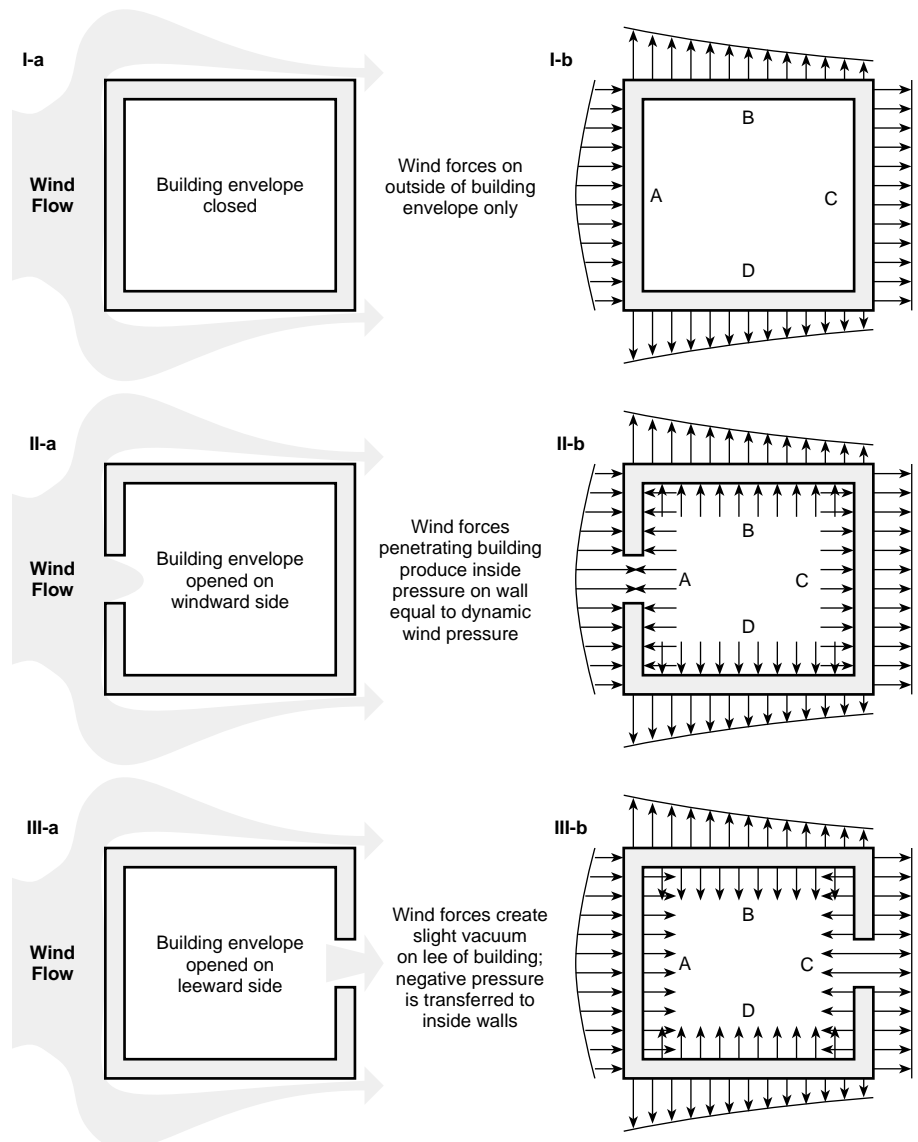 I-a
Wind
Flow
Building envelope
closed
Wind forces on
outside of building
envelope only
I-b
A
B
C
D
II-a
Wind
Flow
Building envelope
opened on
windward side
Wind forces
penetrating building
produce inside
pressure on wall
equal to dynamic
wind pressure
II-b
A
B
C
D
III-a
Wind
Flow
Building envelope
opened on
leeward side
Wind forces create
slight vacuum
on lee of building;
negative pressure
is transferred to
inside walls
III-b
A
B
C
D